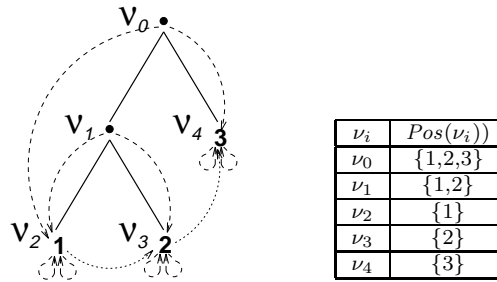 ν0
ν1 ν4 3
ν2 1 ν3 2
νi Pos(νi))
ν0 {1,2,3}
ν1 {1,2}
ν2 {1}
ν3 {2}
ν4 {3}